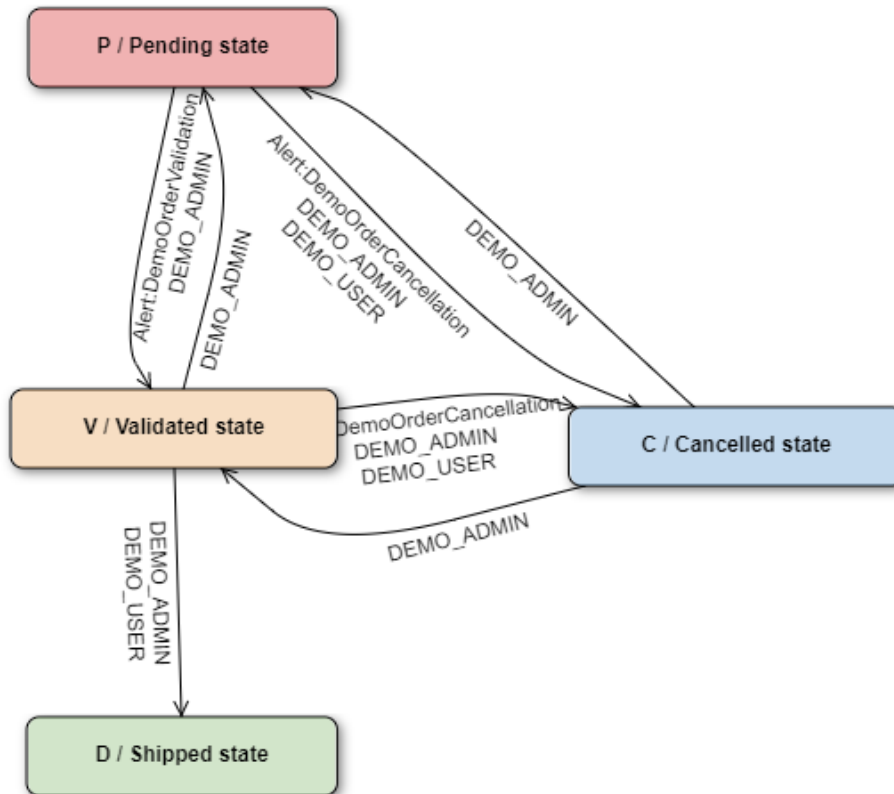 P / Pending state
Alert:DemoOrderValidation
DEMO_ADMIN
DEMO_ADMIN
Alert:DemoOrderCancellation
DEMO_ADMIN
DEMO_USER
DEMO_ADMIN
V / Validated state
DemoOrderCancellation
DEMO_ADMIN
DEMO_USER
C / Cancelled state
DEMO_ADMIN
DEMO_ADMIN
DEMO_USER
D / Shipped state